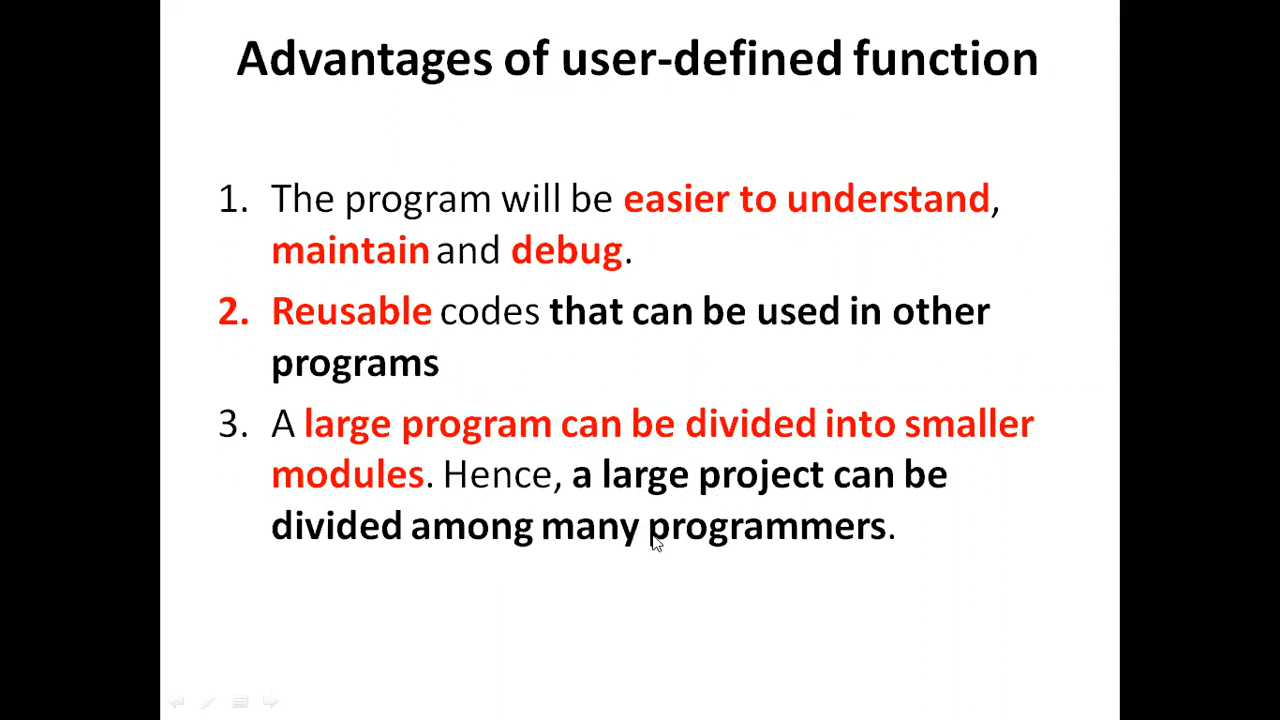 Advantages of user-defined function
1. The program will be easier to understand,
maintain and debug.
2. Reusable codes that can be used in other
programs
3. A large program can be divided into smaller
modules. Hence, a large project can be
divided among many programmers.